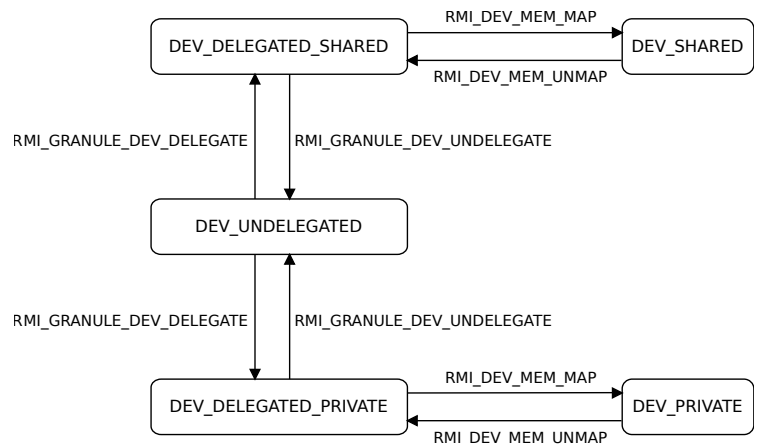 RMI_DEV_MEM_MAP
DEV_DELEGATED_SHARED
DEV_SHARED
RMI_DEV_MEM_UNMAP
RMI_GRANULE_DEV_DELEGATE
RMI_GRANULE_DEV_UNDELEGATE
DEV_UNDELEGATED
RMI_GRANULE_DEV_DELEGATE
RMI_GRANULE_DEV_UNDELEGATE
RMI_DEV_MEM_MAP
DEV_DELEGATED_PRIVATE
DEV_PRIVATE
RMI_DEV_MEM_UNMAP